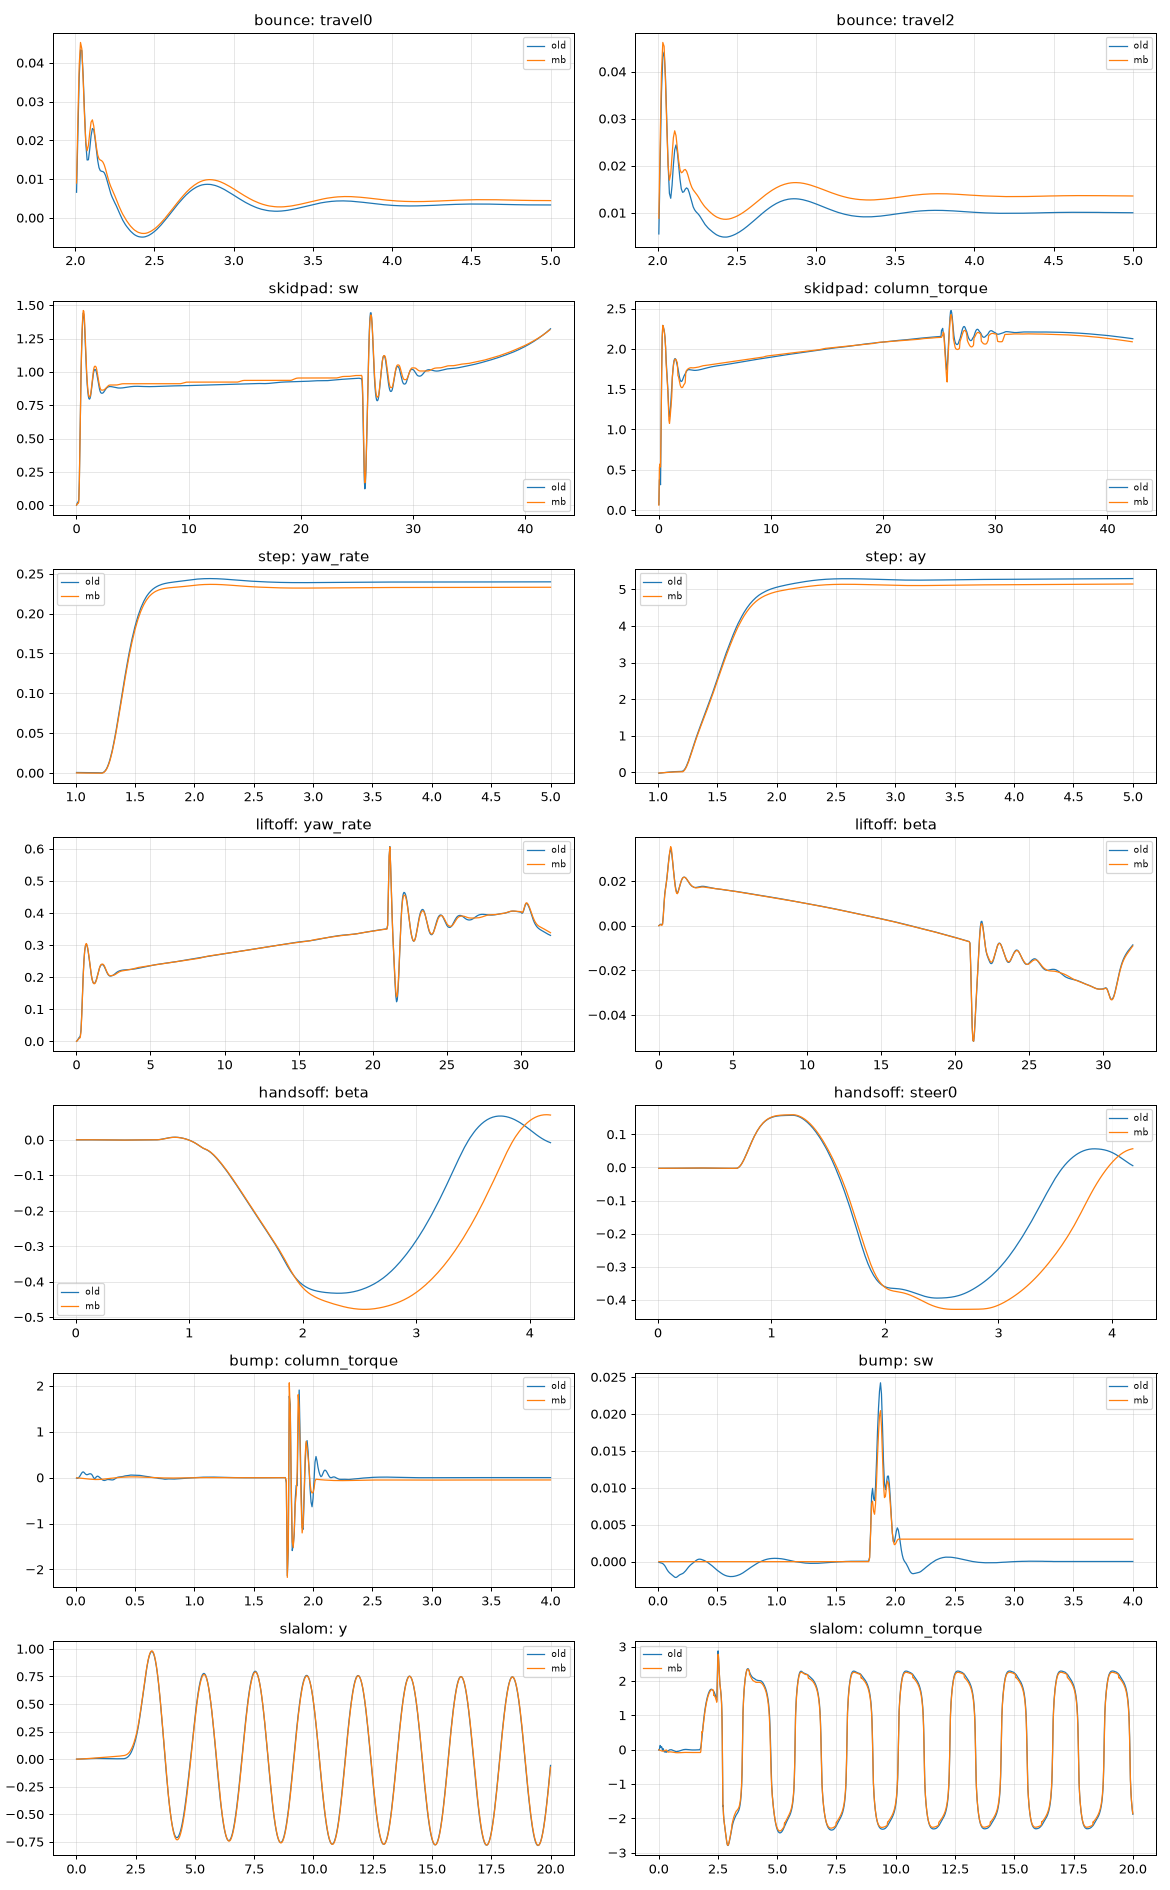 bounce: travel0
old
mb
0.04
0.03
0.02
0.01
0.00
2.0 2.5 3.0 3.5 4.0 4.5 5.0
bounce: travel2
old
mb
0.04
0.03
0.02
0.01
2.0 2.5 3.0 3.5 4.0 4.5 5.0
skidpad: sw
1.50
1.25
1.00
0.75
0.50
0.25
0.00
old
mb
0 10 20 30 40
skidpad: column_torque
2.5
2.0
1.5
1.0
0.5
0.0
old
mb
0 10 20 30 40
step: yaw_rate
old
mb
0.25
0.20
0.15
0.10
0.05
0.00
1.0 1.5 2.0 2.5 3.0 3.5 4.0 4.5 5.0
step: ay
old
mb
5
4
3
2
1
0
1.0 1.5 2.0 2.5 3.0 3.5 4.0 4.5 5.0
liftoff: yaw_rate
old
mb
0.6
0.5
0.4
0.3
0.2
0.1
0.0
0 5 10 15 20 25 30
liftoff: beta
old
mb
0.02
0.00
−0.02
−0.04
0 5 10 15 20 25 30
handsoff: beta
0.0
−0.1
−0.2
−0.3
−0.4
−0.5
old
mb
0 1 2 3 4
handsoff: steer0
old
mb
0.1
0.0
−0.1
−0.2
−0.3
−0.4
0 1 2 3 4
bump: column_torque
old
mb
2
1
0
−1
−2
0.0 0.5 1.0 1.5 2.0 2.5 3.0 3.5 4.0
bump: sw
old
mb
0.025
0.020
0.015
0.010
0.005
0.000
0.0 0.5 1.0 1.5 2.0 2.5 3.0 3.5 4.0
slalom: y
old
mb
1.00
0.75
0.50
0.25
0.00
−0.25
−0.50
−0.75
0.0 2.5 5.0 7.5 10.0 12.5 15.0 17.5 20.0
slalom: column_torque
old
mb
3
2
1
0
−1
−2
−3
0.0 2.5 5.0 7.5 10.0 12.5 15.0 17.5 20.0